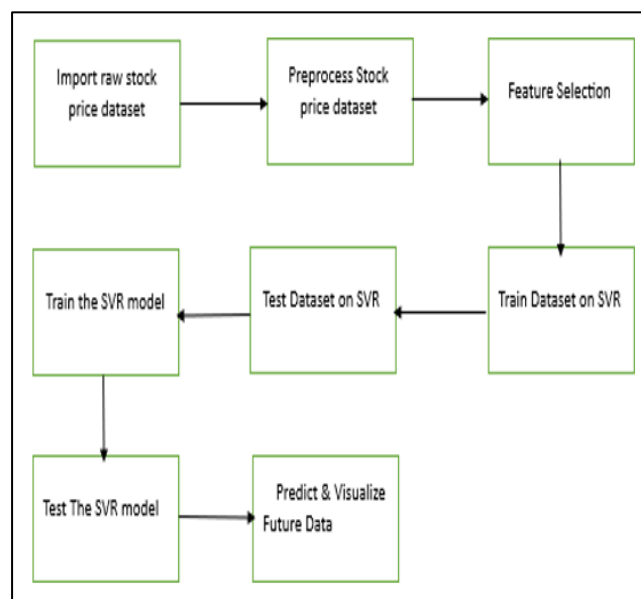 Import raw stock
price dataset
Preprocess Stock
price dataset
Feature Selection
Train Dataset on SVR
Test Dataset on SVR
Train the SVR model
Test The SVR model
Predict & Visualize
Future Data